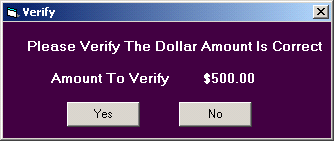 Verify
Please Verify The Dollar Amount Is Correct
Amount To Verify $500.00
Yes No